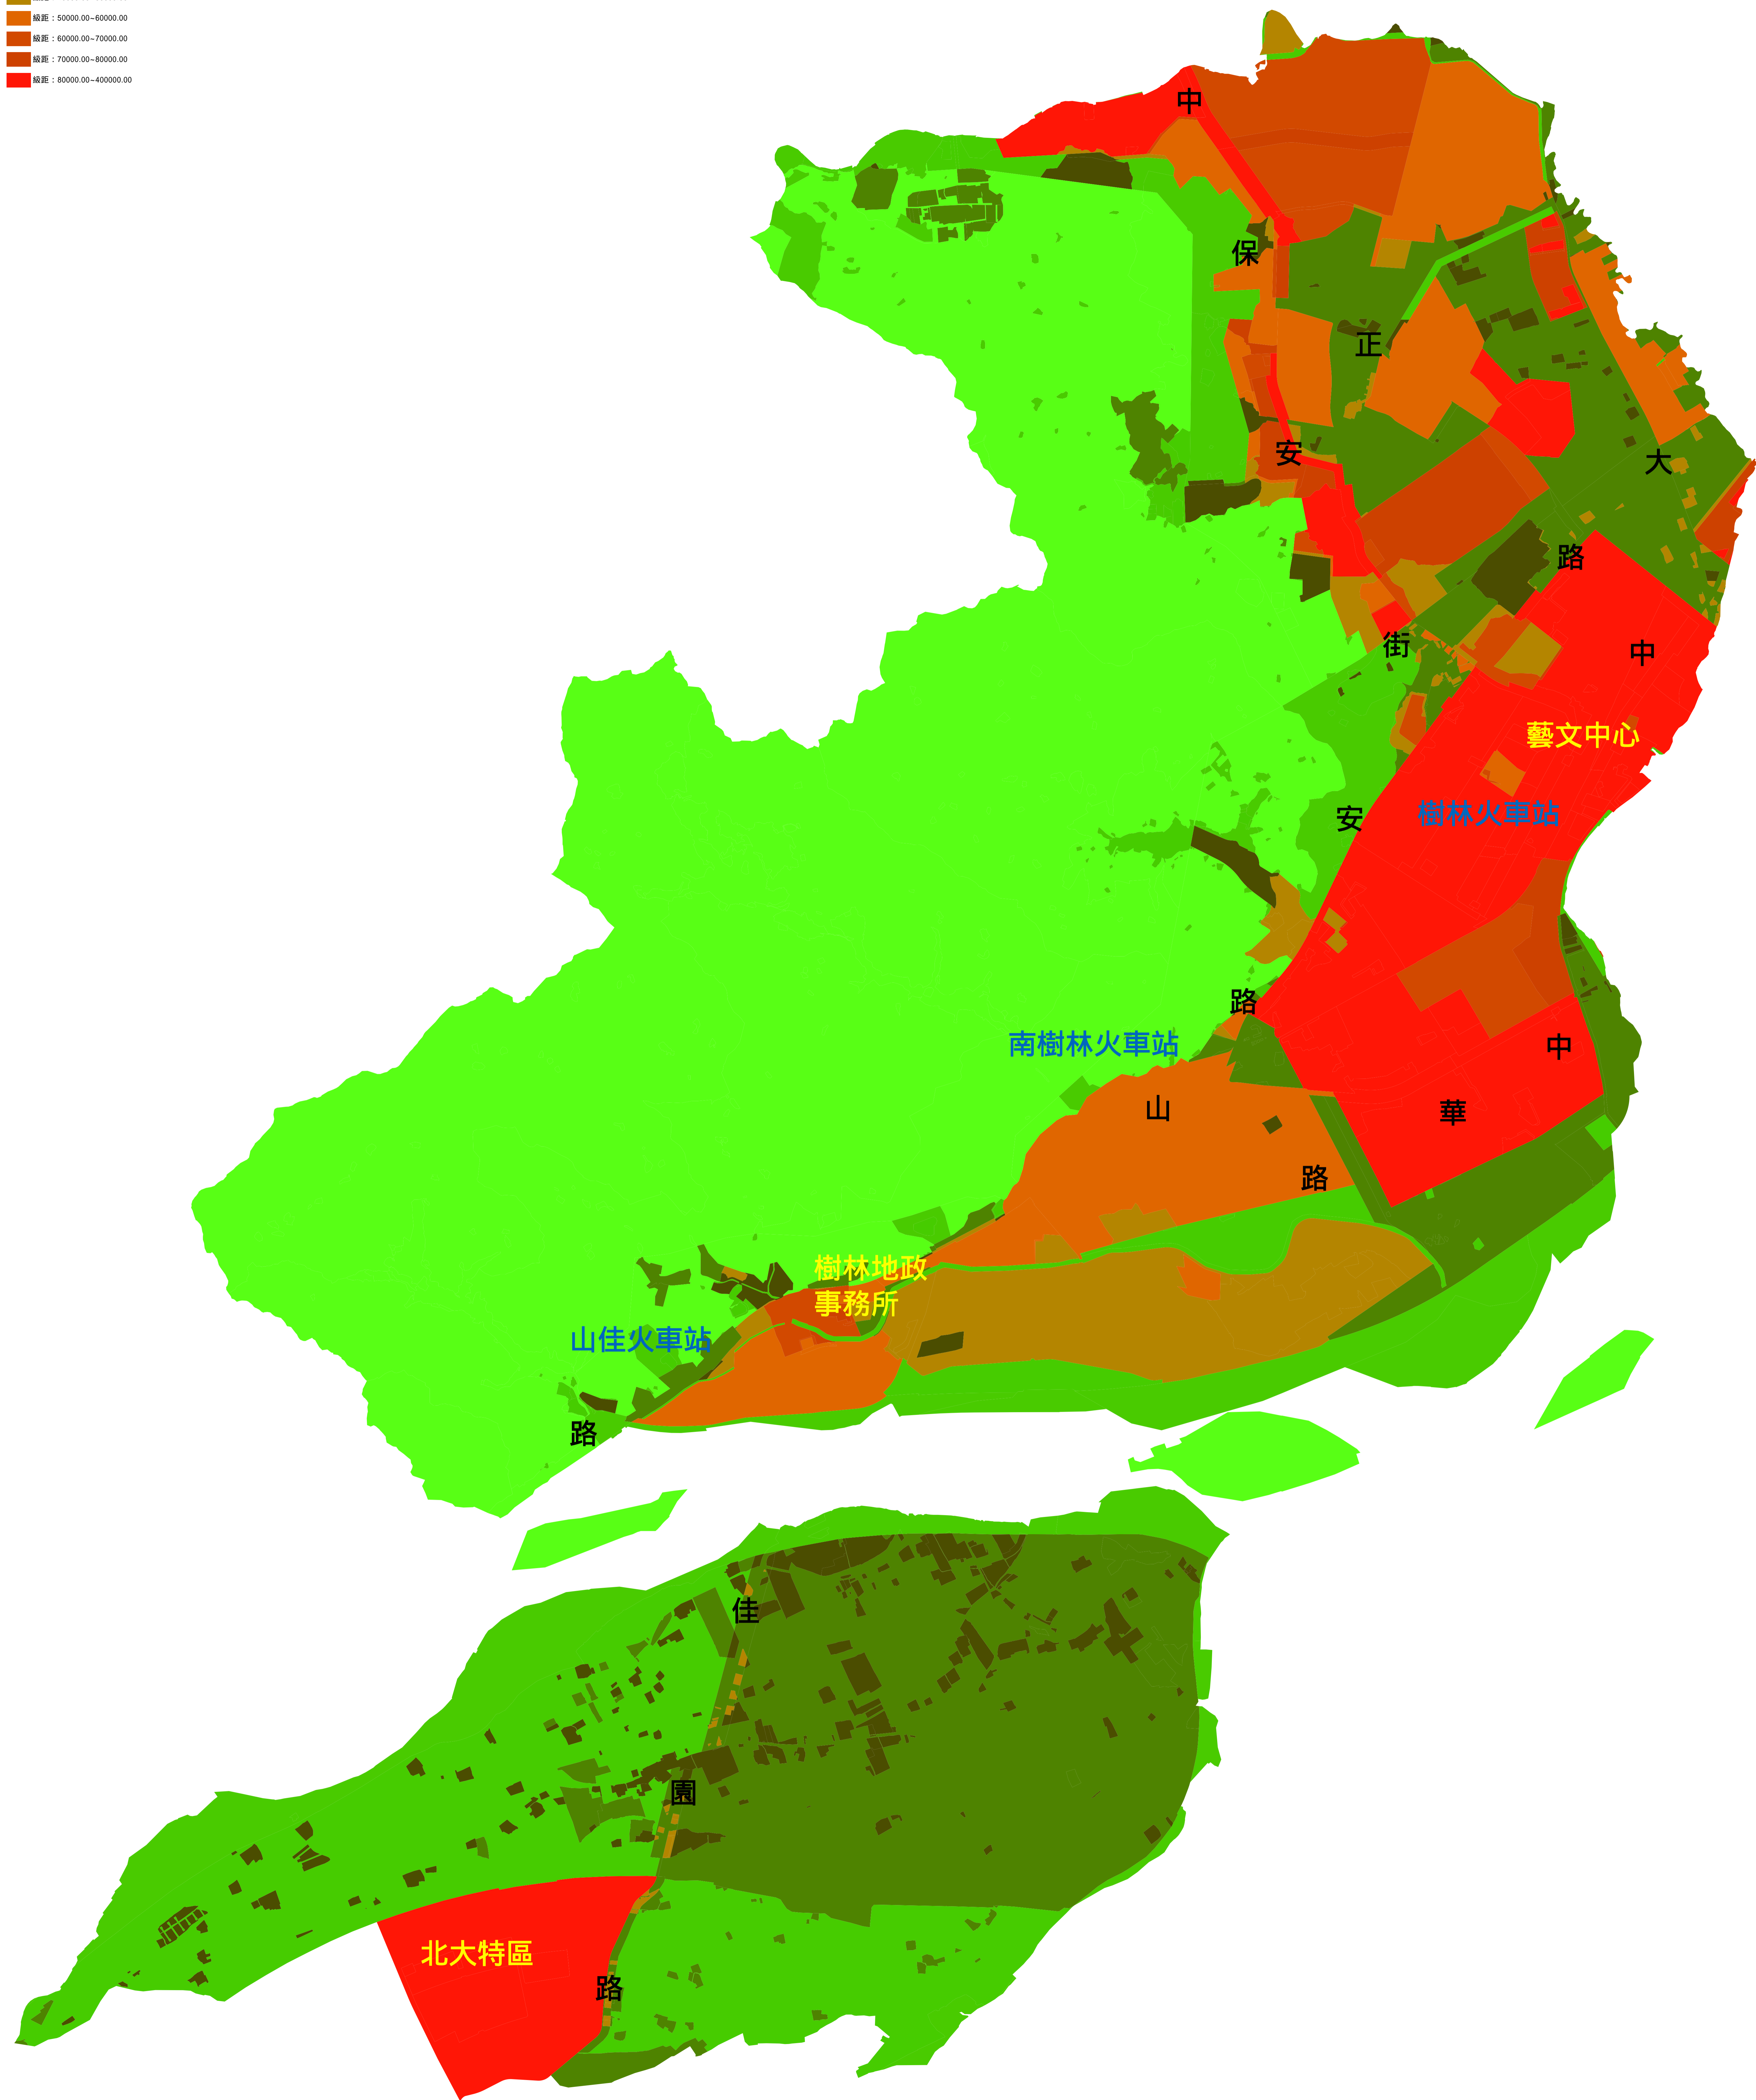 級距：50000.00~60000.00
級距：60000.00~70000.00
級距：70000.00~80000.00
級距：80000.00~400000.00
中
保
正
安
大
路
街
中
藝文中心
安
樹林火車站
路
南樹林火車站
中
山
華
路
樹林地政
事務所
山佳火車站
路
佳
園
北大特區
路